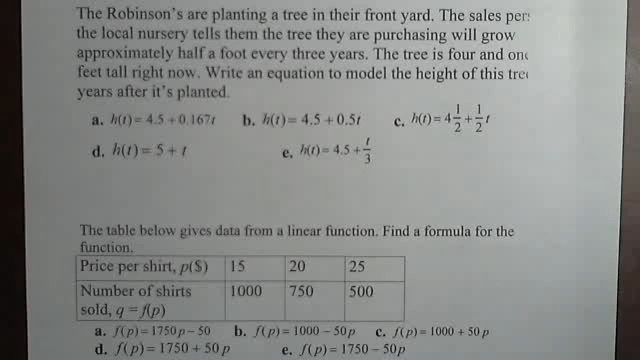 The Robinson's are planting a tree in their front yard. The sales
the local nursery tells them the tree they are purchasing will grow
approximately half a foot every three years. The tree is four and
feet tall right now. Write an equation to model the height of this
years after it's planted.
a. h(t) = 4.5 + 0.167t b. h(t) = 4.5 + 0.5t c. h(t) = 4 1/2 + 1/2 t
d. h(t) = 5 + t e. h(t) = 4.5 + t/3
The table below gives data from a linear function. Find a formula for the
function.
Price per shirt, p($) 15 20 25
Number of shirts 1000 750 500
sold, q = f(p)
a. f(p) = 1750p − 50 b. f(p) = 1000 − 50p c. f(p) = 1000 + 50p
d. f(p) = 1750 + 50p e. f(p) = 1750 − 50p